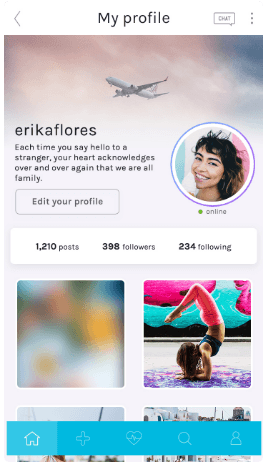 My profile
CHAT
erikaflores
Each time you say hello to a
stranger, your heart acknowledges
over and over again that we are all
family.
Edit your profile
online
1,210 posts 398 followers 234 following